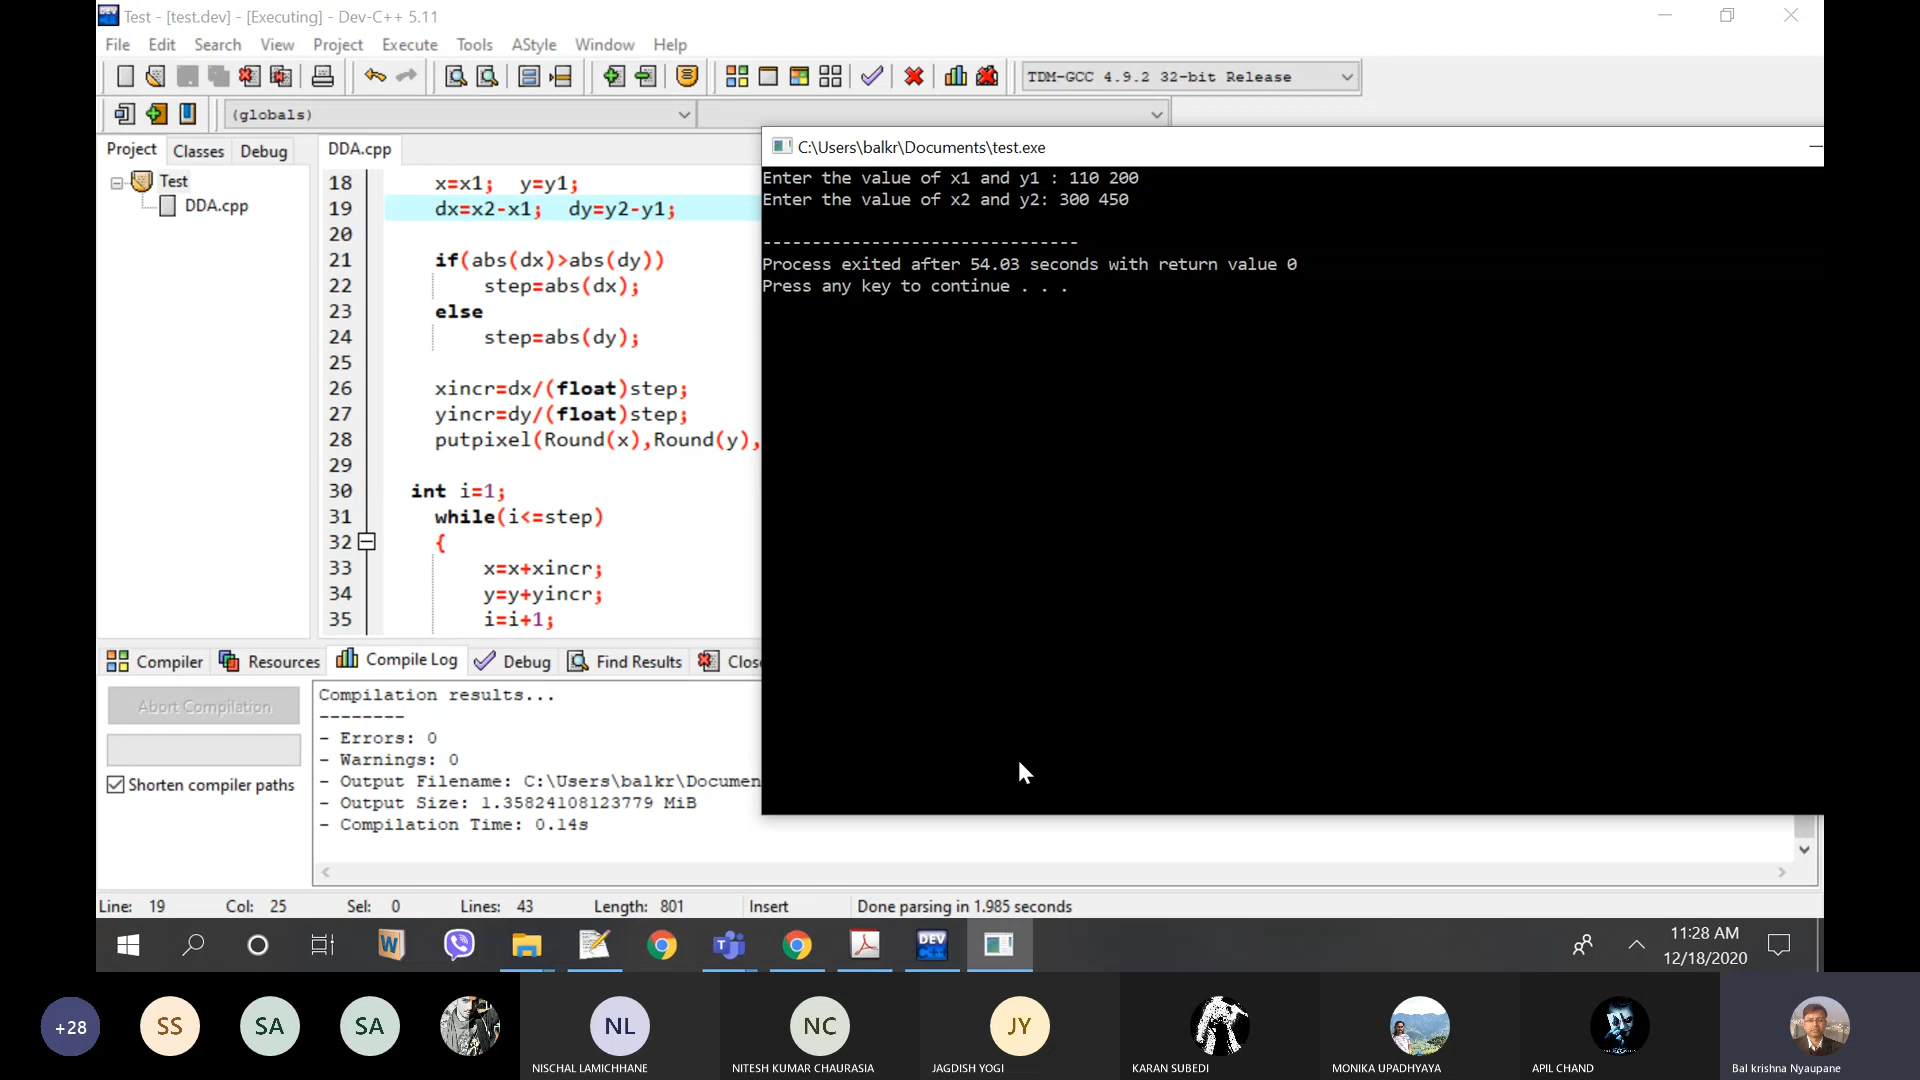 Test - [test.dev] - [Executing] - Dev-C++ 5.11
File Edit Search View Project Execute Tools AStyle Window Help
TDM-GCC 4.9.2 32-bit Release
(globals)
Project Classes Debug
DDA.cpp
Test
DDA.cpp
18 x=x1; y=y1;
19 dx=x2-x1; dy=y2-y1;
20
21 if(abs(dx)>abs(dy))
22 step=abs(dx);
23 else
24 step=abs(dy);
25
26 xincr=dx/(float)step;
27 yincr=dy/(float)step;
28 putpixel(Round(x),Round(y),
29
30 int i=1;
31 while(i<=step)
32 {
33 x=x+xincr;
34 y=y+yincr;
35 i=i+1;
C:\Users\balkr\Documents\test.exe
Enter the value of x1 and y1 : 110 200
Enter the value of x2 and y2: 300 450
--------------------------------
Process exited after 54.03 seconds with return value 0
Press any key to continue . . .
Compiler Resources Compile Log Debug Find Results Clos
Abort Compilation
Shorten compiler paths
Compilation results...
--------
- Errors: 0
- Warnings: 0
- Output Filename: C:\Users\balkr\Documen
- Output Size: 1.35824108123779 MiB
- Compilation Time: 0.14s
Line: 19 Col: 25 Sel: 0 Lines: 43 Length: 801 Insert Done parsing in 1.985 seconds
W
T
DEV C++
11:28 AM
12/18/2020
+28
SS
SA
SA
NL
NISCHAL LAMICHHANE
NC
NITESH KUMAR CHAURASIA
JY
JAGDISH YOGI
KARAN SUBEDI
MONIKA UPADHYAYA
APIL CHAND
Bal krishna Nyaupane